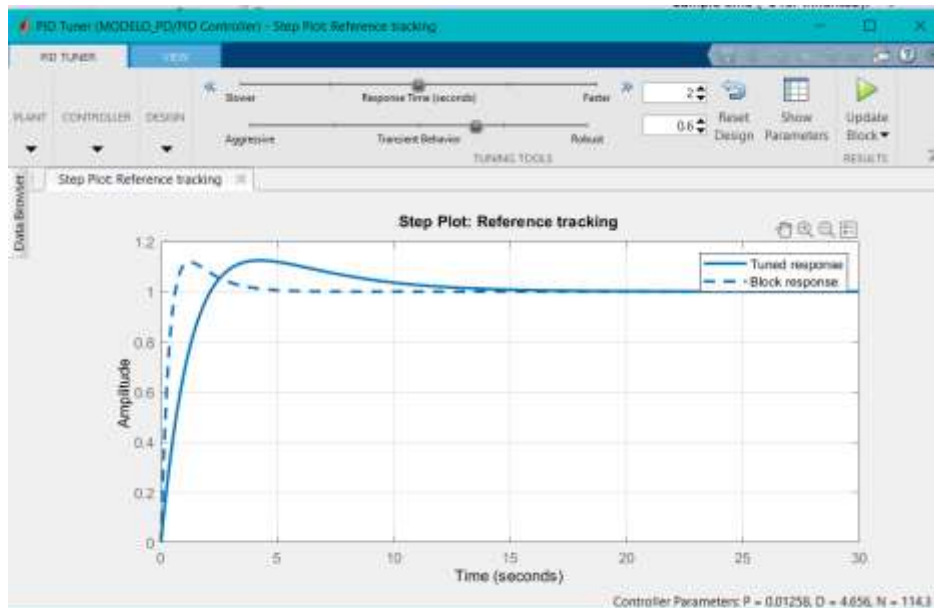 PID Tuner (MODELO_PD/PID Controller) - Step Plot: Reference tracking
PID TUNER VIEW
PLANT CONTROLLER DESIGN
Slower Response Time (seconds) Faster 2
Aggressive Transient Behavior Robust 0.6
Reset Design
Show Parameters
Update Block
TUNING TOOLS RESULTS
Data Browser
Step Plot: Reference tracking
Step Plot: Reference tracking
Tuned response
Block response
Amplitude
1.2
1
0.8
0.6
0.4
0.2
0
0 5 10 15 20 25 30
Time (seconds)
Controller Parameters: P = 0.01258, D = 4.656, N = 114.3